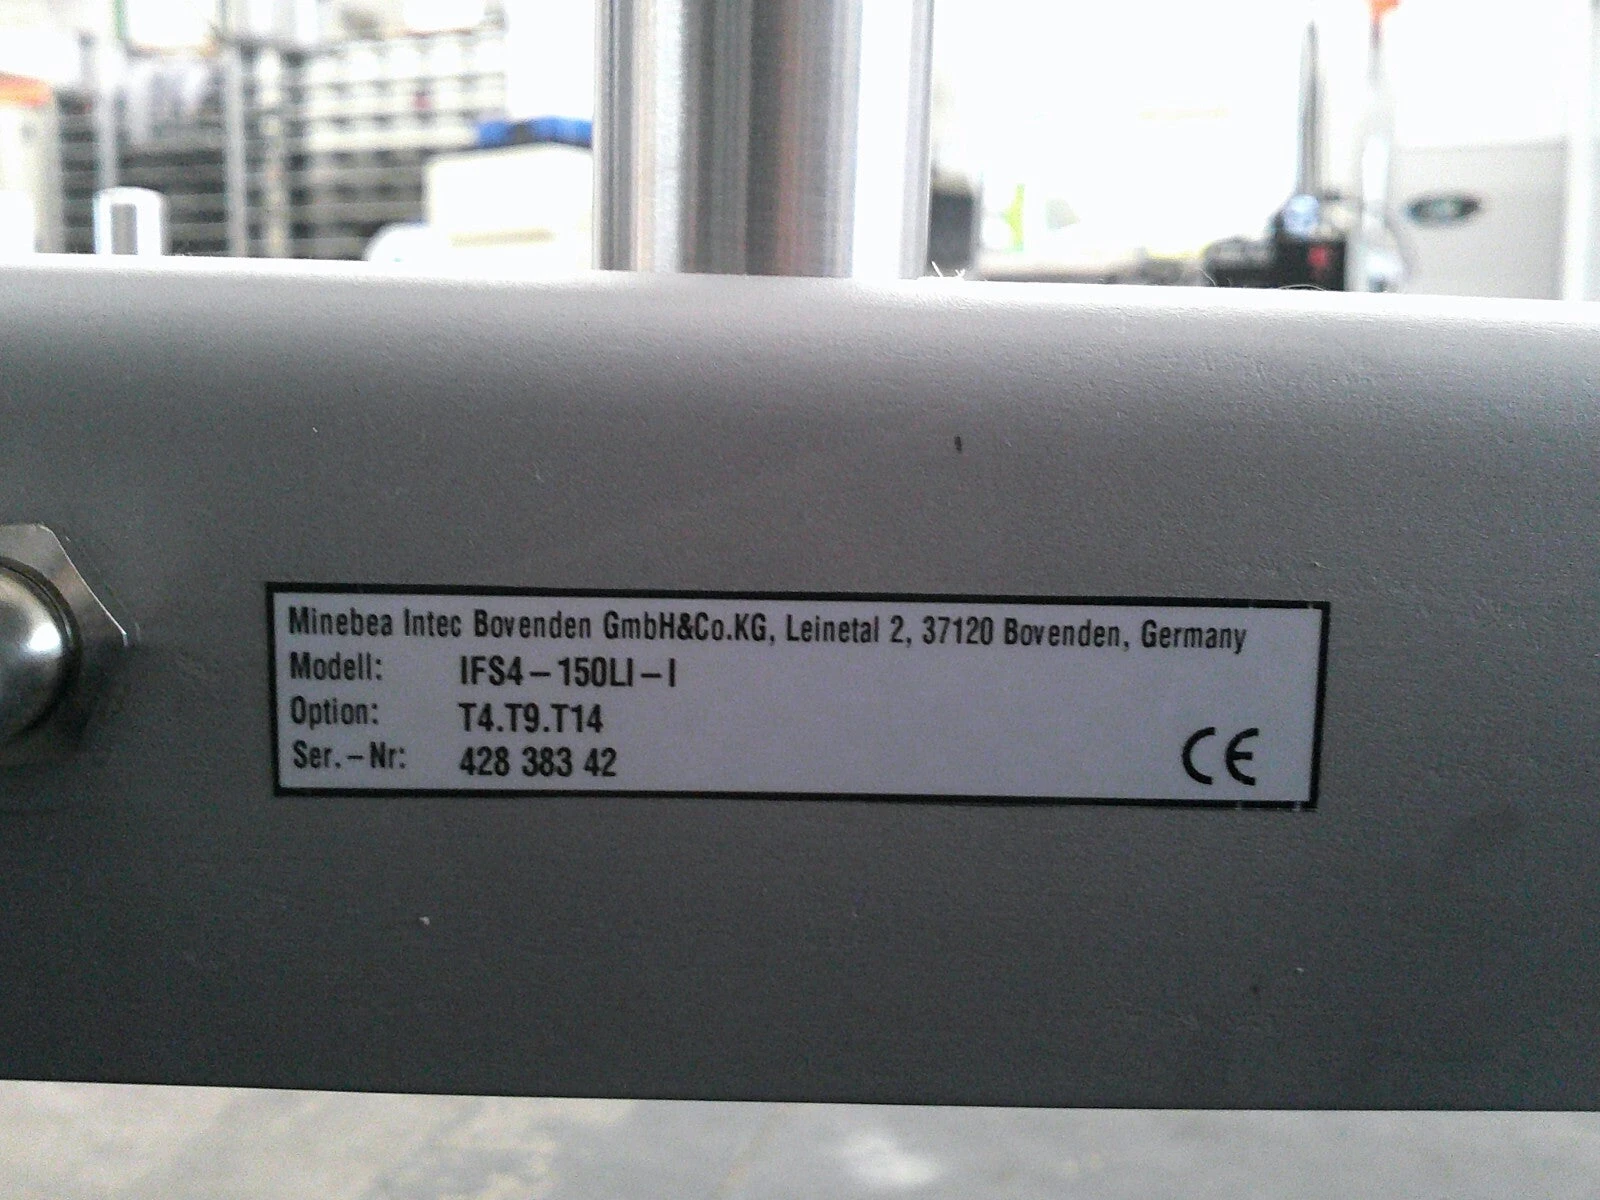 Minebea Intec Bovenden GmbH&Co.KG, Leinetal 2, 37120 Bovenden, Germany
Modell: IFS4-150LI-I
Option: T4.T9.T14
Ser.-Nr: 428 383 42
CE